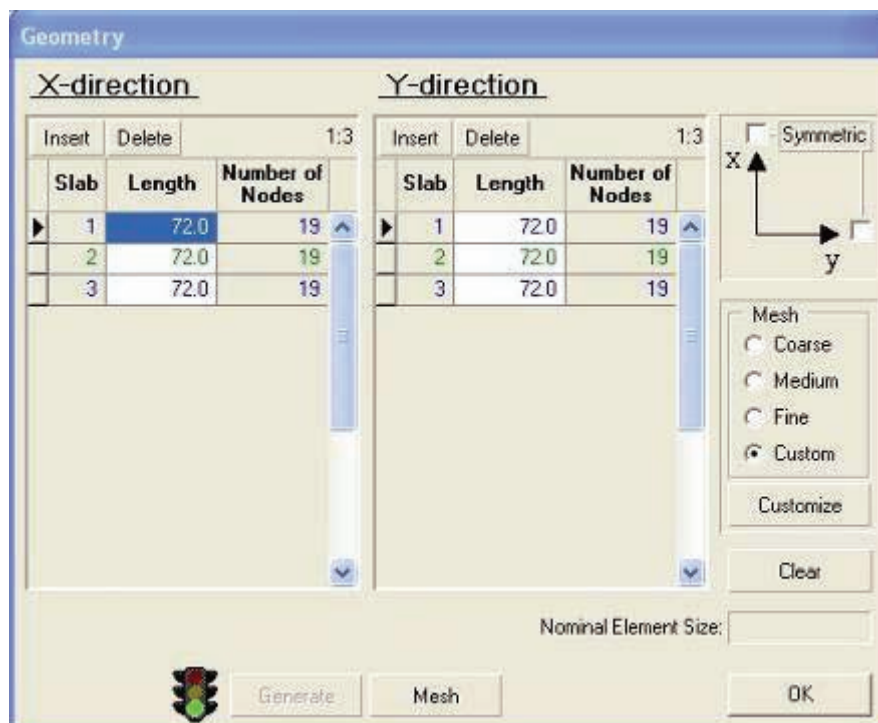 Geometry
X-direction
Insert Delete 1:3
Slab Length Number of Nodes
1 72.0 19
2 72.0 19
3 72.0 19
Y-direction
Insert Delete 1:3
Slab Length Number of Nodes
1 72.0 19
2 72.0 19
3 72.0 19
Symmetric
x
y
Mesh
Coarse
Medium
Fine
Custom
Customize
Clear
Nominal Element Size:
Generate
Mesh
OK